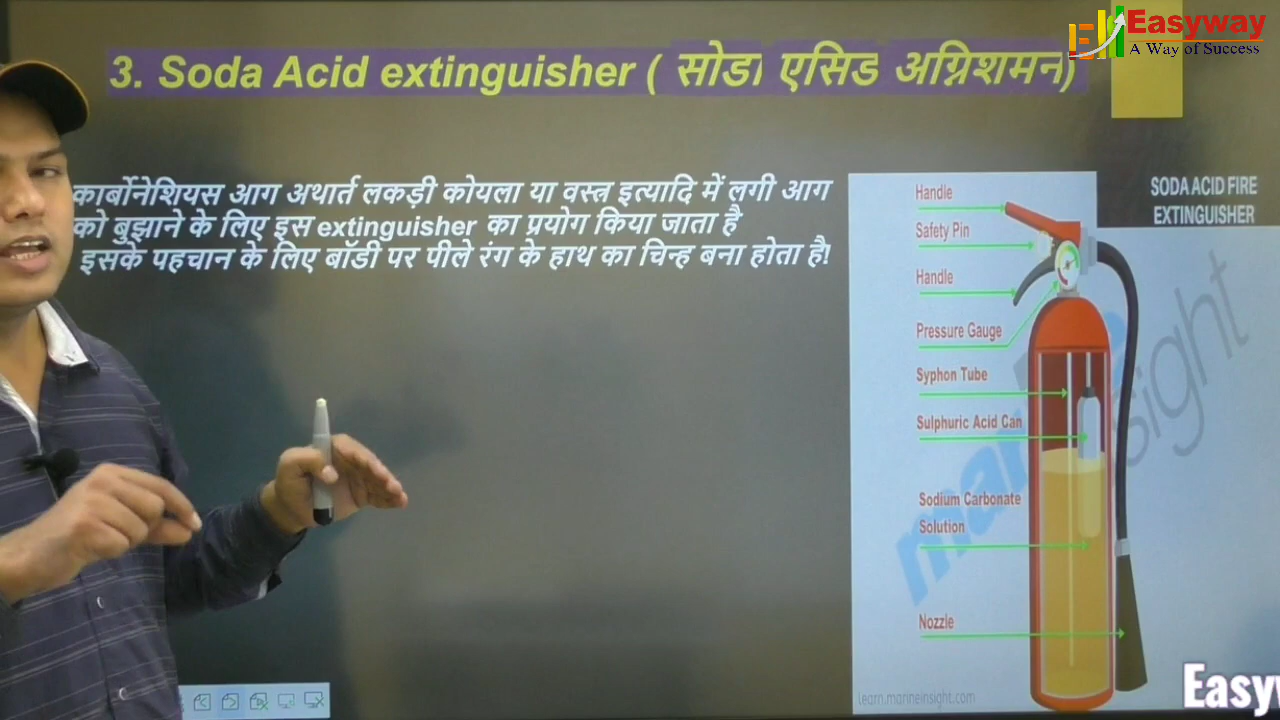 Easyway
A Way of Success
3. Soda Acid extinguisher ( सोडा एसिड अग्निशमन)
कार्बोनेशियस आग अथार्त लकड़ी कोयला या वस्त्र इत्यादि में लगी आग
को बुझाने के लिए इस extinguisher का प्रयोग किया जाता है
इसके पहचान के लिए बॉडी पर पीले रंग के हाथ का चिन्ह बना होता है!
SODA ACID FIRE
EXTINGUISHER
Handle
Safety Pin
Handle
Pressure Gauge
Syphon Tube
Sulphuric Acid Can
Sodium Carbonate
Solution
Nozzle
learn.marineinsight.com
Easyw